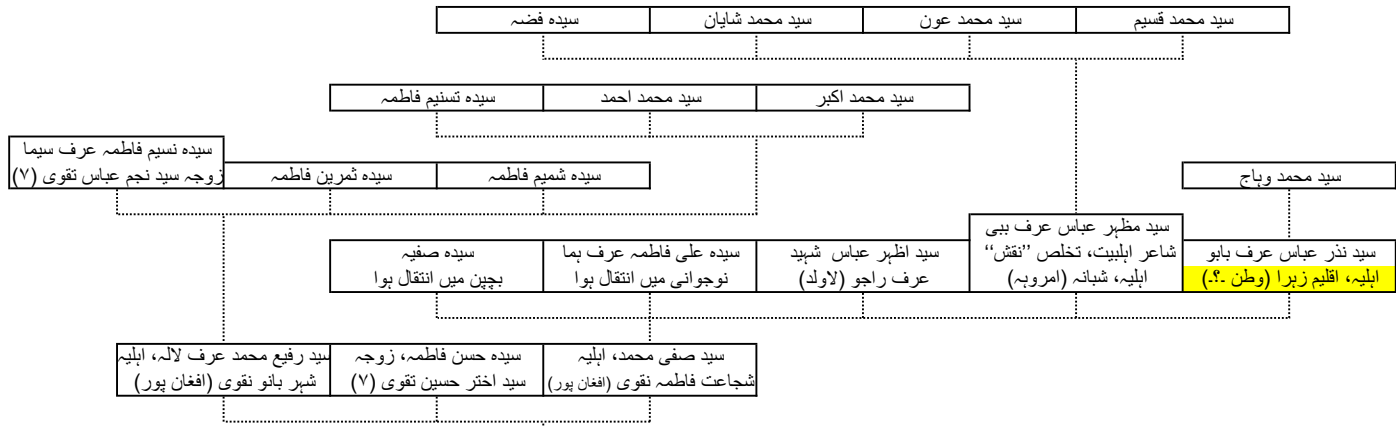 سید محمد قسیم
سید محمد عون
سید محمد شایان
سیدہ فضہ
سید محمد اکبر
سید محمد احمد
سیدہ تسنیم فاطمہ
سید محمد وہاج
سیدہ شمیم فاطمہ
سیدہ ثمرین فاطمہ
سیدہ نسیم فاطمہ عرف سیما
زوجہ سید نجم عباس تقوی (۷)
سید نذر عباس عرف بابو
اہلیہ، اقلیم زہرا (وطن ۔؟۔)
سید مظہر عباس عرف ببی
شاعر اہلبیت، تخلص ’’نقش‘‘
اہلیہ، شبانہ (امروہہ)
سید اظہر عباس شہید
عرف راجو (لاولد)
سیدہ علی فاطمہ عرف ہما
نوجوانی میں انتقال ہوا
سیدہ صفیہ
بچپن میں انتقال ہوا
سید صفی محمد، اہلیہ
شجاعت فاطمہ نقوی (افغان پور)
سیدہ حسن فاطمہ، زوجہ
سید اختر حسین تقوی (۷)
سید رفیع محمد عرف لالہ، اہلیہ
شہر بانو نقوی (افغان پور)